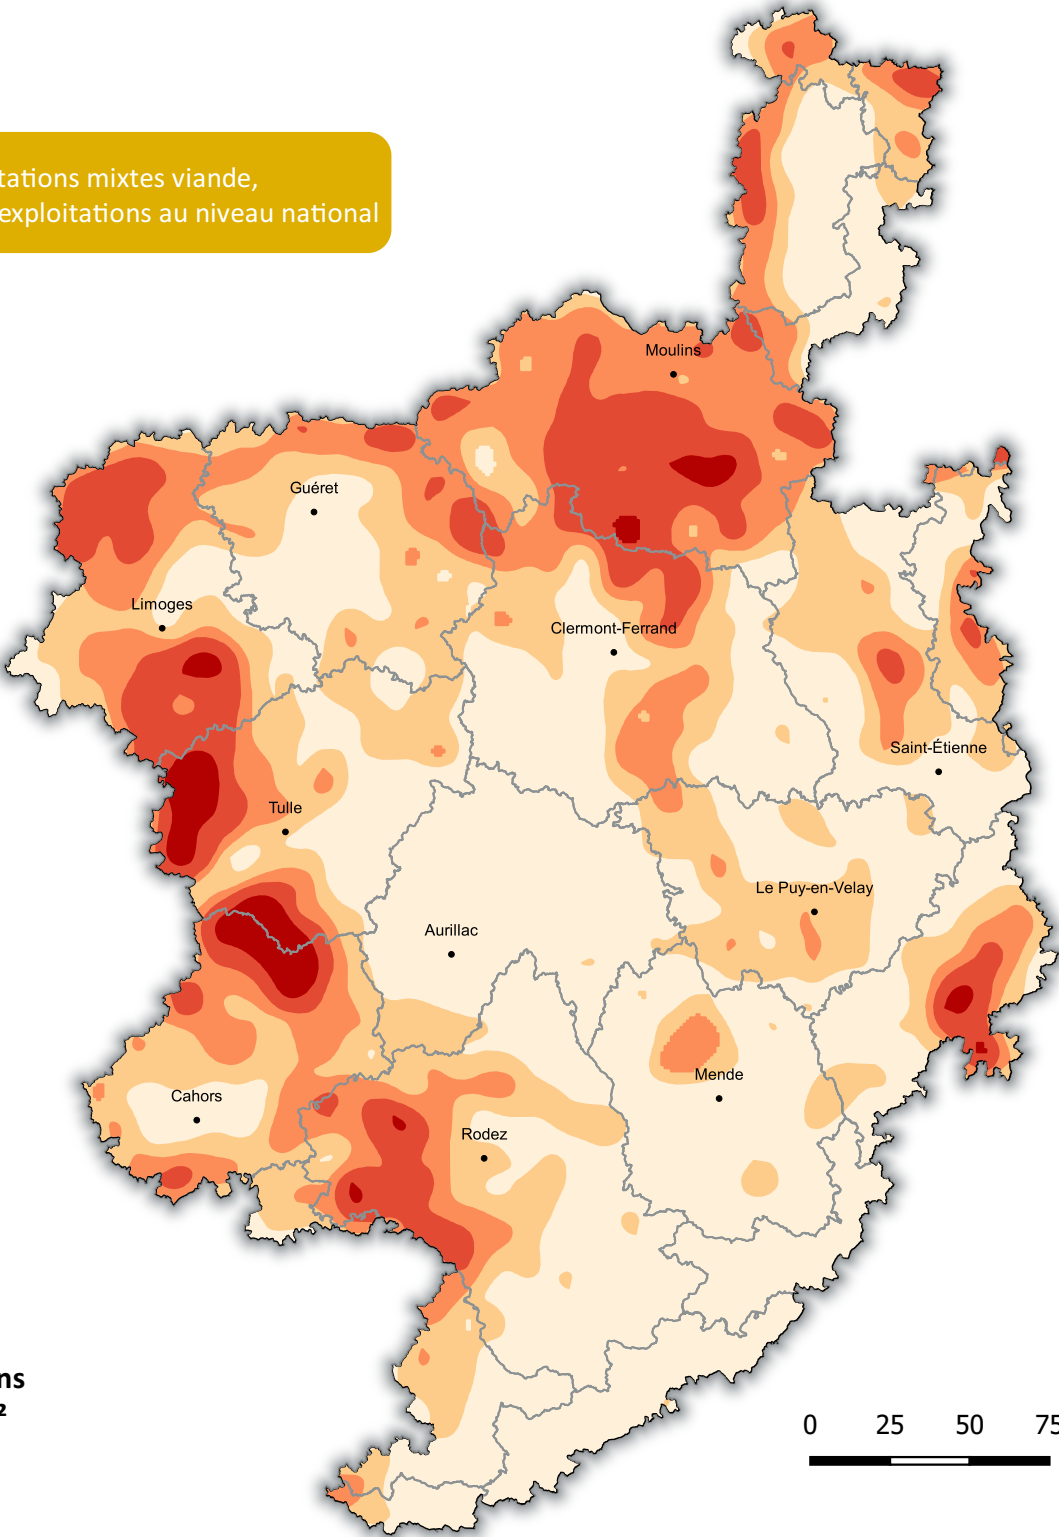 tations mixtes viande,
exploitations au niveau national
Moulins
Guéret
Limoges
Clermont-Ferrand
Saint-Étienne
Tulle
Le Puy-en-Velay
Aurillac
Mende
Cahors
Rodez
ns
²
0 25 50 75